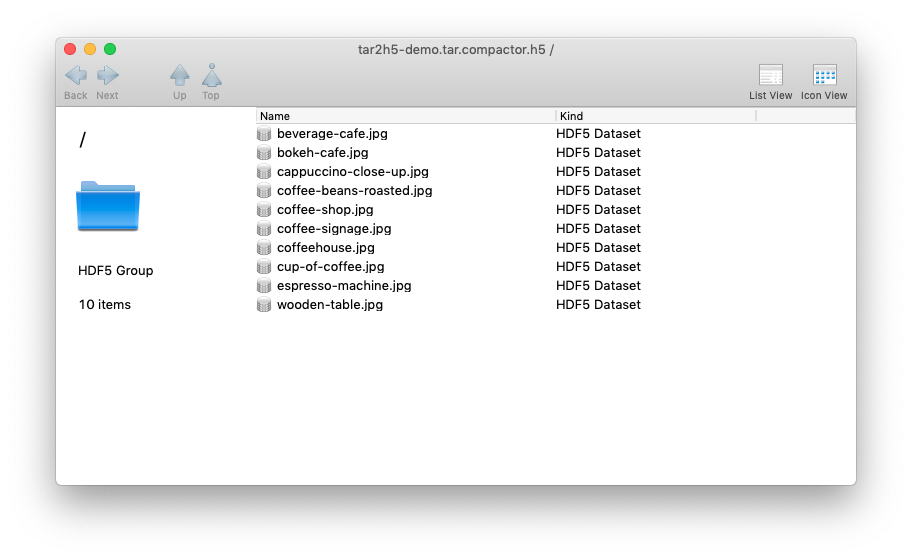 tar2h5-demo.tar.compactor.h5 /
Back Next Up Top List View Icon View
Name Kind
/
beverage-cafe.jpg HDF5 Dataset
bokeh-cafe.jpg HDF5 Dataset
cappuccino-close-up.jpg HDF5 Dataset
coffee-beans-roasted.jpg HDF5 Dataset
coffee-shop.jpg HDF5 Dataset
coffee-signage.jpg HDF5 Dataset
coffeehouse.jpg HDF5 Dataset
cup-of-coffee.jpg HDF5 Dataset
espresso-machine.jpg HDF5 Dataset
wooden-table.jpg HDF5 Dataset
HDF5 Group
10 items